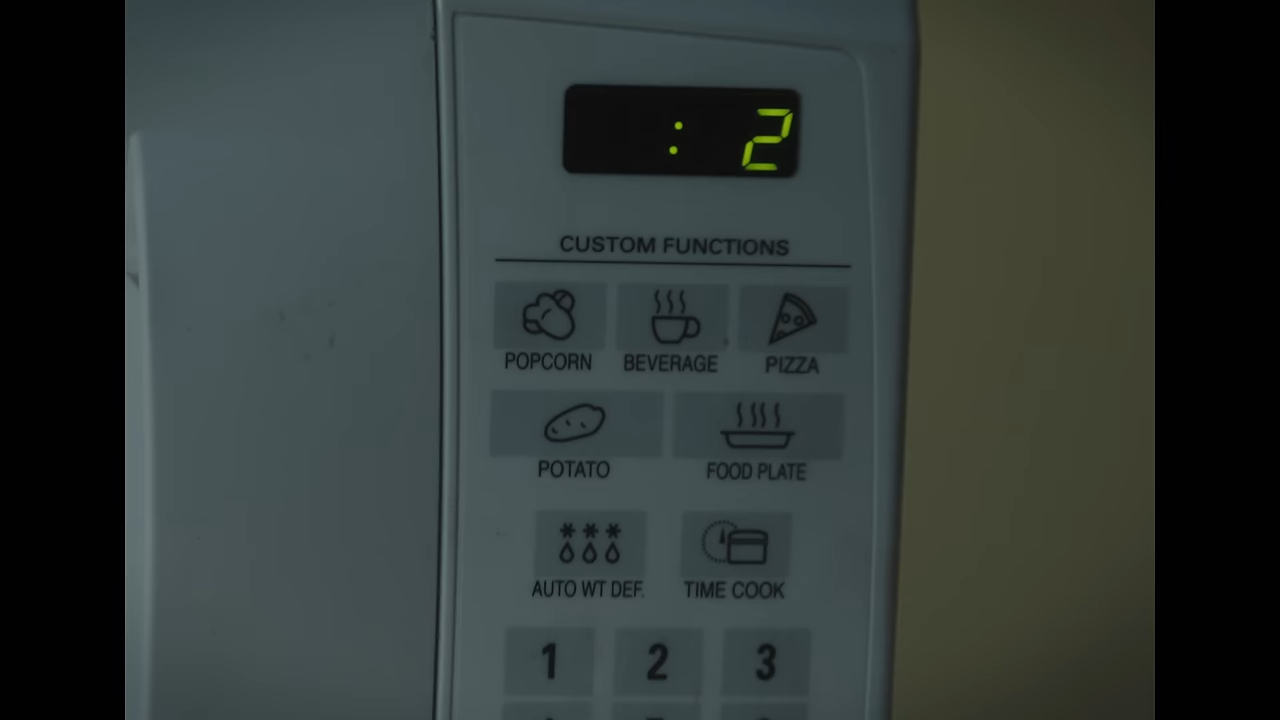 : 2
CUSTOM FUNCTIONS
POPCORN BEVERAGE PIZZA
POTATO FOOD PLATE
AUTO WT DEF. TIME COOK
1 2 3